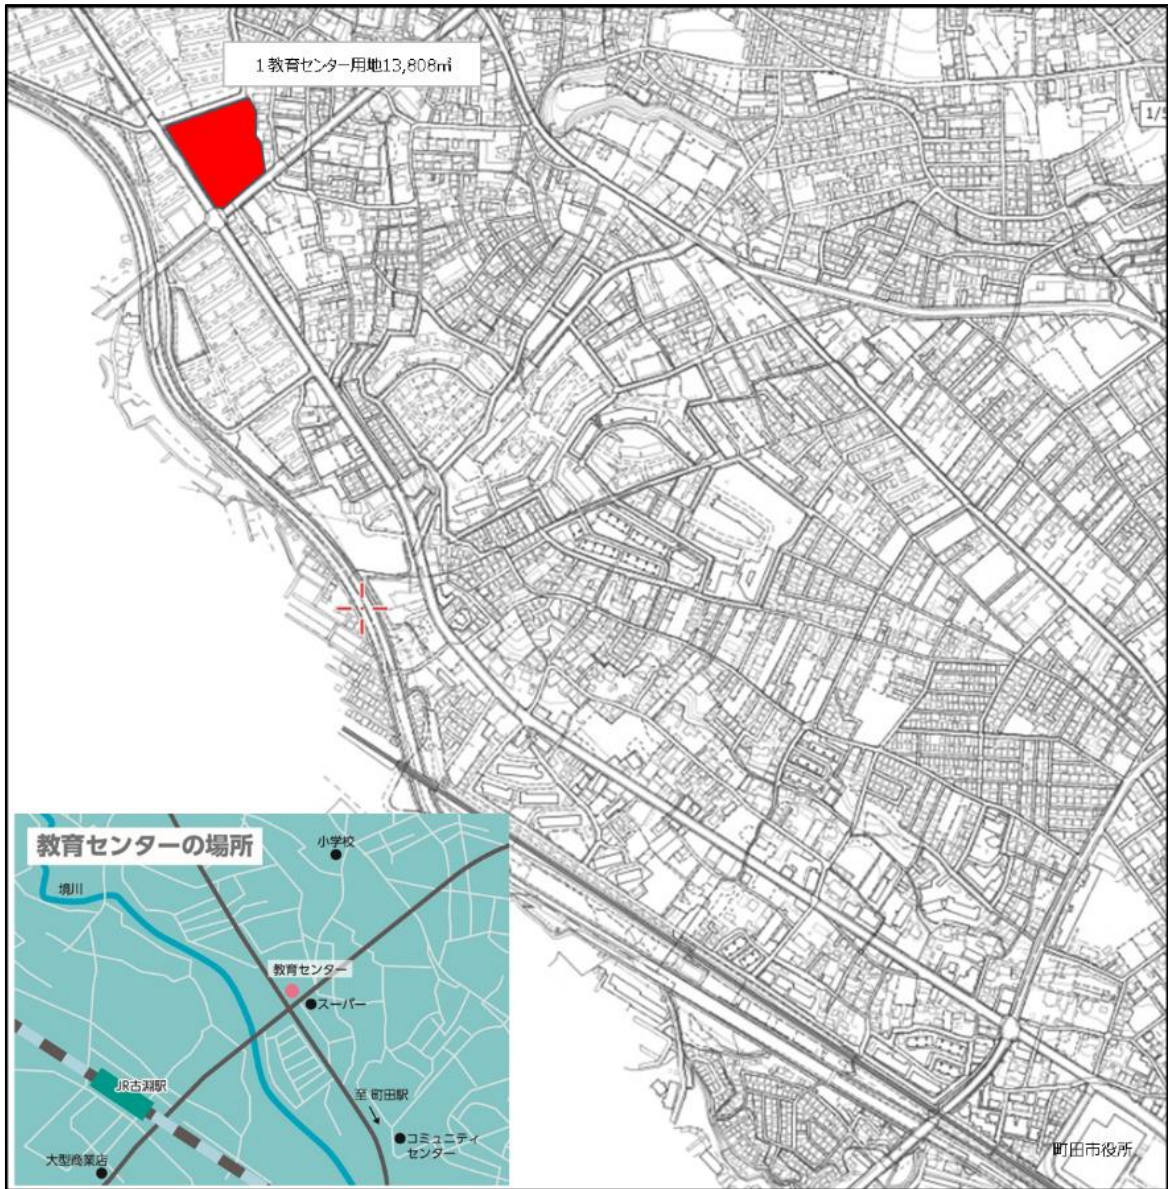 1教育センター用地13,808㎡
1/5
教育センターの場所
小学校
境川
教育センター
スーパー
JR古淵駅
至 町田駅
コミュニティ
センター
大型商業店
町田市役所